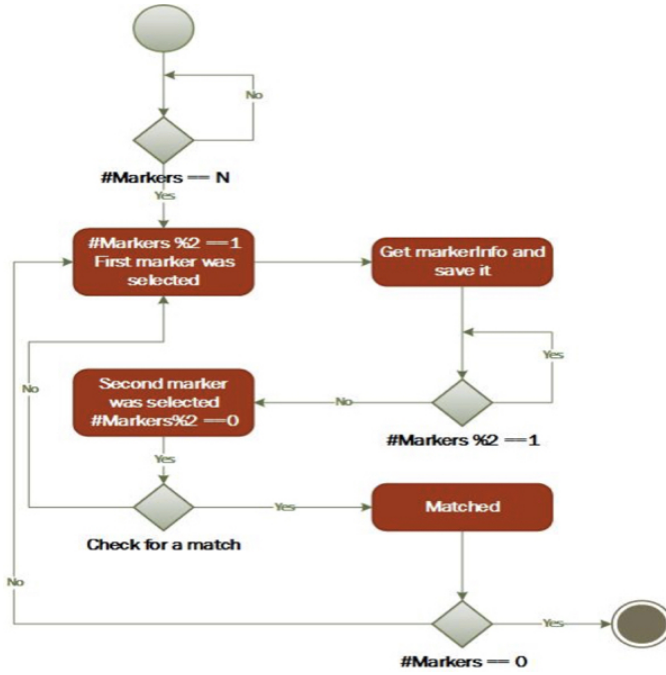 No
#Markers == N
Yes
#Markers %2 ==1
First marker was
selected
Get markerInfo and
save it
Yes
No
Second marker
was selected
#Markers%2 ==0
No
#Markers %2 ==1
Yes
Yes
Matched
Check for a match
No
Yes
#Markers == 0